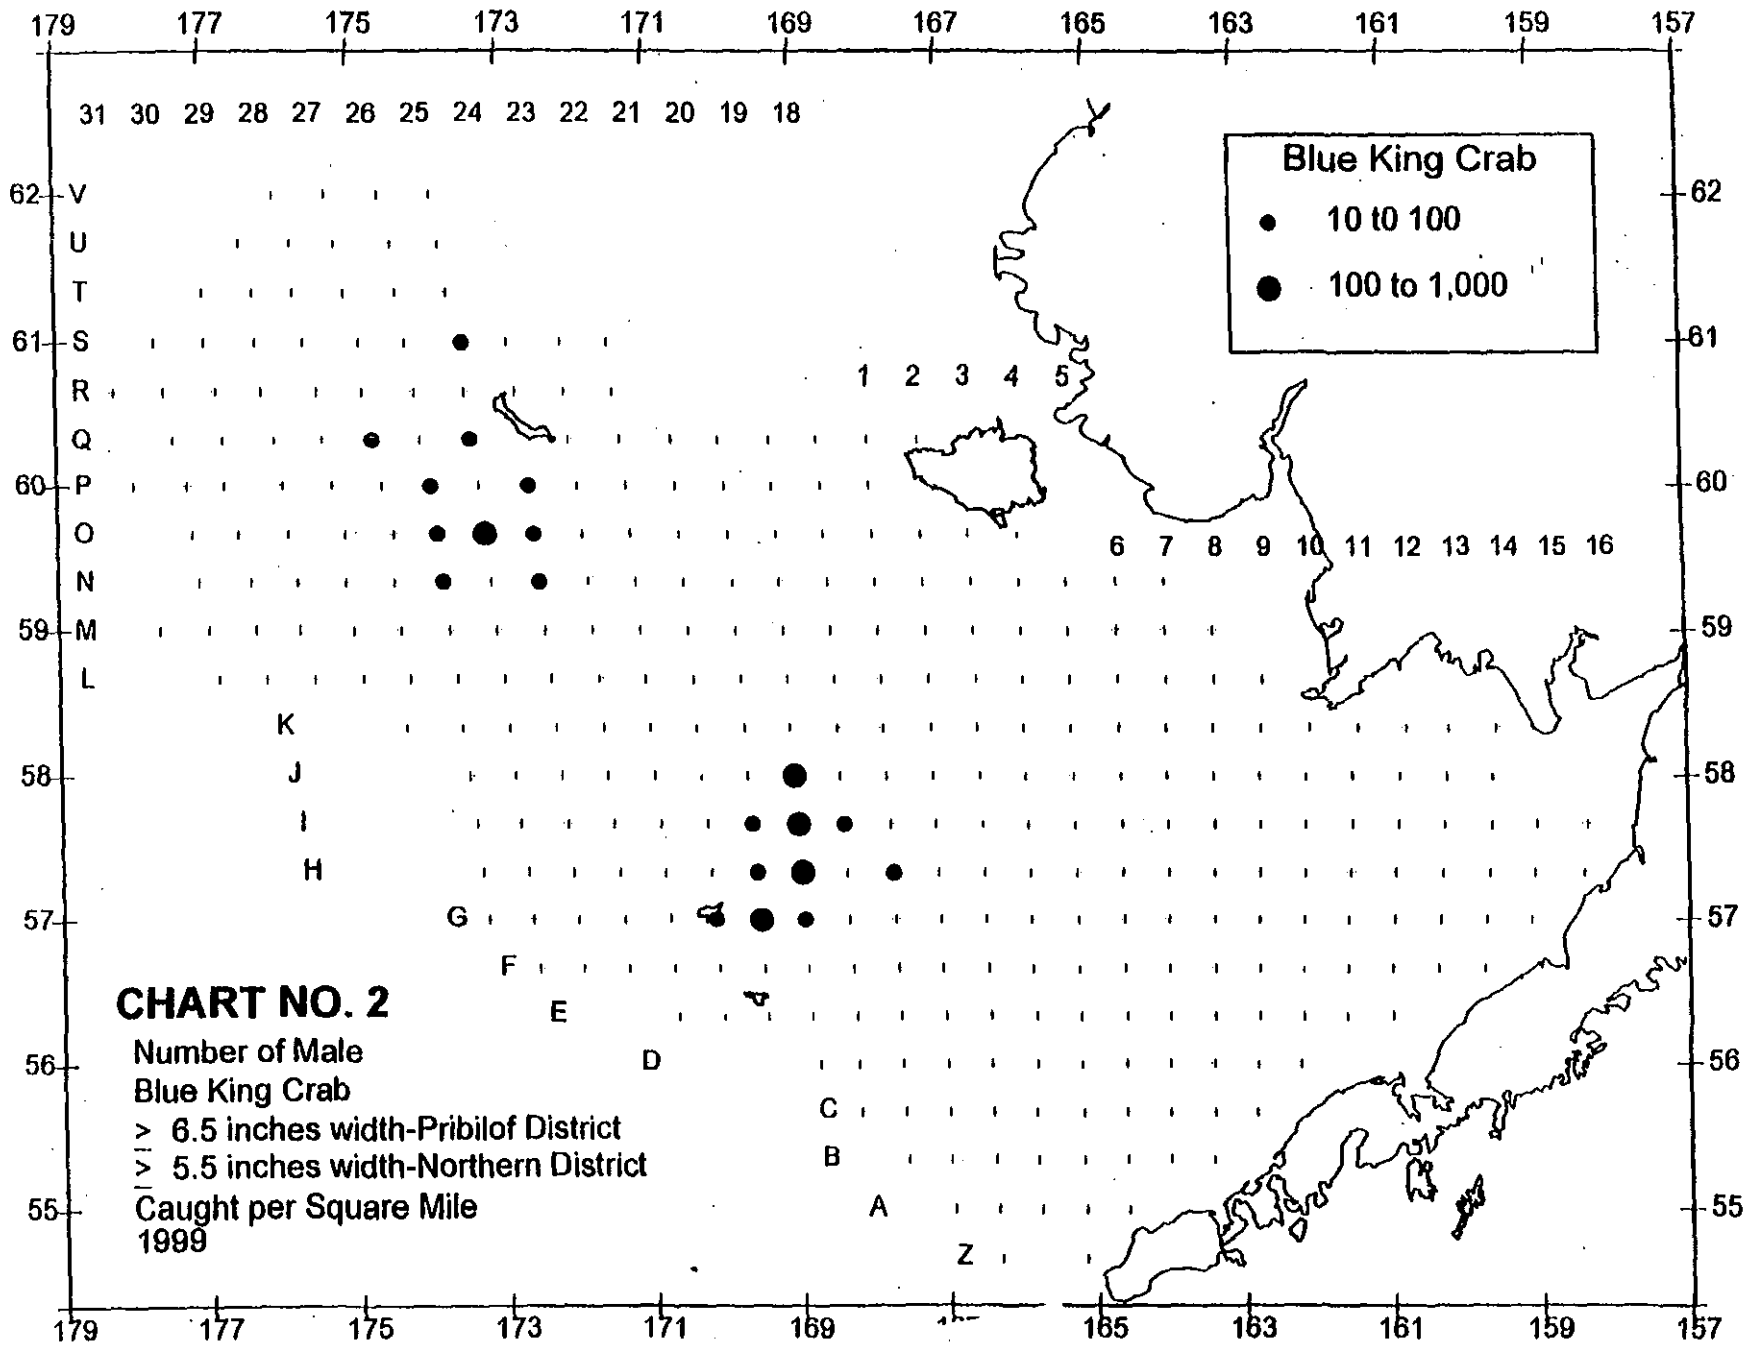 179 177 175 173 171 169 167 165 163 161 159 157
31 30 29 28 27 26 25 24 23 22 21 20 19 18
Blue King Crab
10 to 100
100 to 1,000
62 V 62
U
T
61 S 61
R 1 2 3 4 5
Q
60 P 60
O 6 7 8 9 10 11 12 13 14 15 16
N
59 M 59
L
K
58 J 58
I
H
57 G 57
F
E
56 D 56
C
B
55 A 55
Z
CHART NO. 2
Number of Male
Blue King Crab
> 6.5 inches width-Pribilof District
≥ 5.5 inches width-Northern District
Caught per Square Mile
1999
179 177 175 173 171 169 165 163 161 159 157